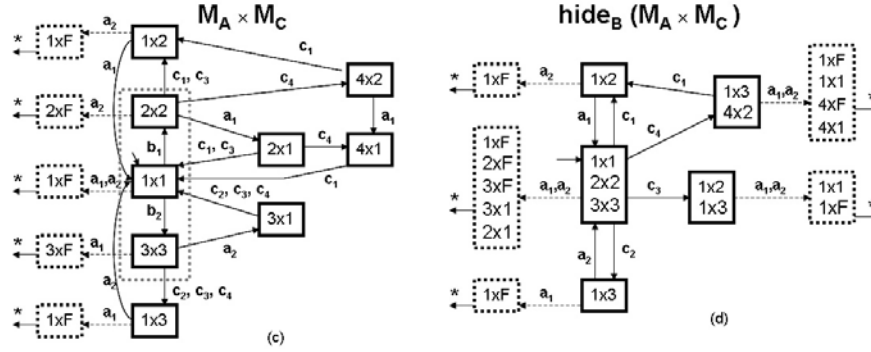 M_A × M_C
* 1xF a₂ 1x2
c₁
a₁
c₁, c₃
c₄
4x2
* 2xF a₂ 2x2
a₁
a₁
b₁
c₁, c₃
2x1
c₄
4x1
* 1xF a₁,a₂ 1x1
c₁
c₂, c₃, c₄
b₂
3x1
* 3xF a₁ 3x3
a₂
a₂
c₂, c₃, c₄
* 1xF a₁ 1x3
(c)
hide_B (M_A × M_C)
* 1xF a₂ 1x2
c₁
1x3
4x2
a₁,a₂
1xF
1x1
4xF
4x1
*
a₁
c₁
c₄
1xF
2xF
3xF
3x1
2x1
*
a₁,a₂
1x1
2x2
3x3
c₃
1x2
1x3
a₁,a₂
1x1
1xF
*
a₂
c₂
* 1xF a₁ 1x3
(d)